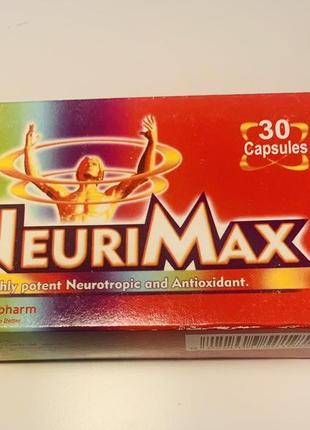 30
Capsules
NEURIMAX
hly potent Neurotropic and Antioxidant.
pharm